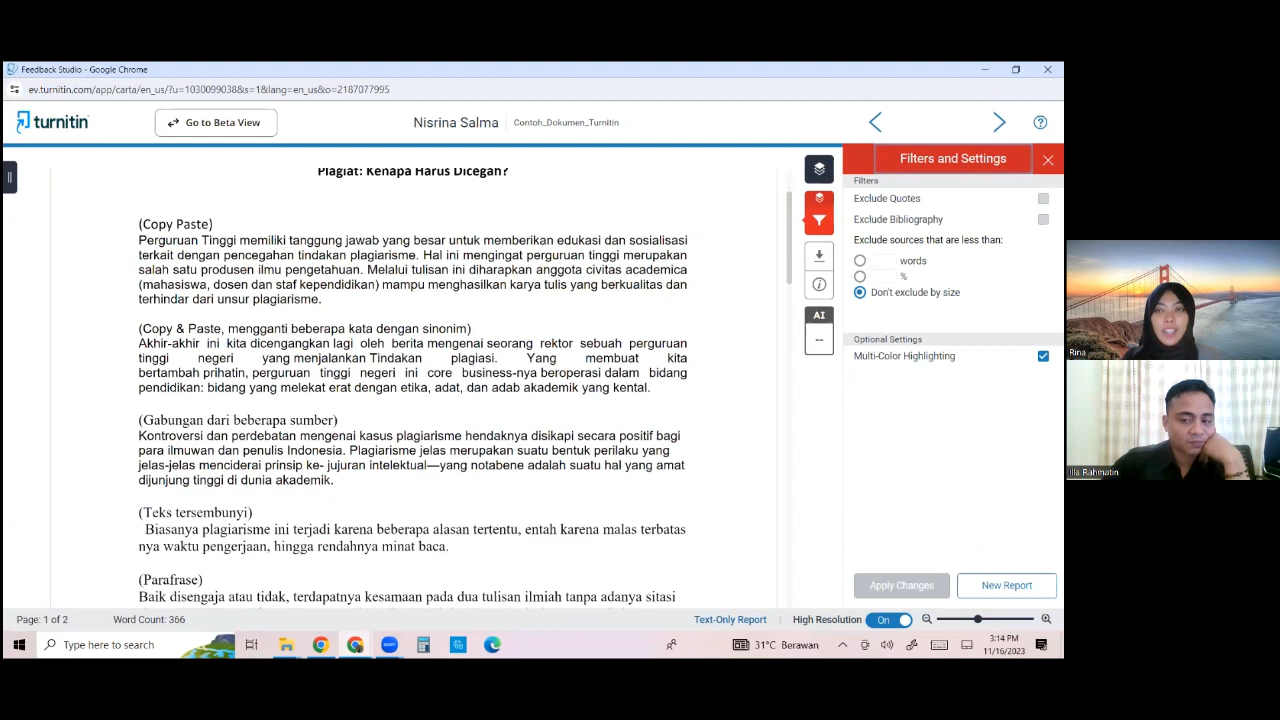 Feedback Studio - Google Chrome
ev.turnitin.com/app/carta/en_us/?u=1030099038&s=1&lang=en_us&o=2187077995
turnitin
Go to Beta View
Nisrina Salma
Contoh_Dokumen_Turnitin
Plagiat: Kenapa Harus Dicegah?
(Copy Paste)
Perguruan Tinggi memiliki tanggung jawab yang besar untuk memberikan edukasi dan sosialisasi
terkait dengan pencegahan tindakan plagiarisme. Hal ini mengingat perguruan tinggi merupakan
salah satu produsen ilmu pengetahuan. Melalui tulisan ini diharapkan anggota civitas academica
(mahasiswa, dosen dan staf kependidikan) mampu menghasilkan karya tulis yang berkualitas dan
terhindar dari unsur plagiarisme.
(Copy & Paste, mengganti beberapa kata dengan sinonim)
Akhir-akhir ini kita dicengangkan lagi oleh berita mengenai seorang rektor sebuah perguruan
tinggi negeri yang menjalankan Tindakan plagiasi. Yang membuat kita
bertambah prihatin, perguruan tinggi negeri ini core business-nya beroperasi dalam bidang
pendidikan: bidang yang melekat erat dengan etika, adat, dan adab akademik yang kental.
(Gabungan dari beberapa sumber)
Kontroversi dan perdebatan mengenai kasus plagiarisme hendaknya disikapi secara positif bagi
para ilmuwan dan penulis Indonesia. Plagiarisme jelas merupakan suatu bentuk perilaku yang
jelas-jelas menciderai prinsip ke- jujuran intelektual—yang notabene adalah suatu hal yang amat
dijunjung tinggi di dunia akademik.
(Teks tersembunyi)
Biasanya plagiarisme ini terjadi karena beberapa alasan tertentu, entah karena malas terbatas
nya waktu pengerjaan, hingga rendahnya minat baca.
(Parafrase)
Baik disengaja atau tidak, terdapatnya kesamaan pada dua tulisan ilmiah tanpa adanya sitasi
AI
--
Filters and Settings
Filters
Exclude Quotes
Exclude Bibliography
Exclude sources that are less than:
words
%
Don't exclude by size
Optional Settings
Multi-Color Highlighting
Apply Changes
New Report
Page: 1 of 2
Word Count: 366
Text-Only Report
High Resolution
On
Type here to search
31°C Berawan
3:14 PM
11/16/2023
Rina
Illa Rahmatin